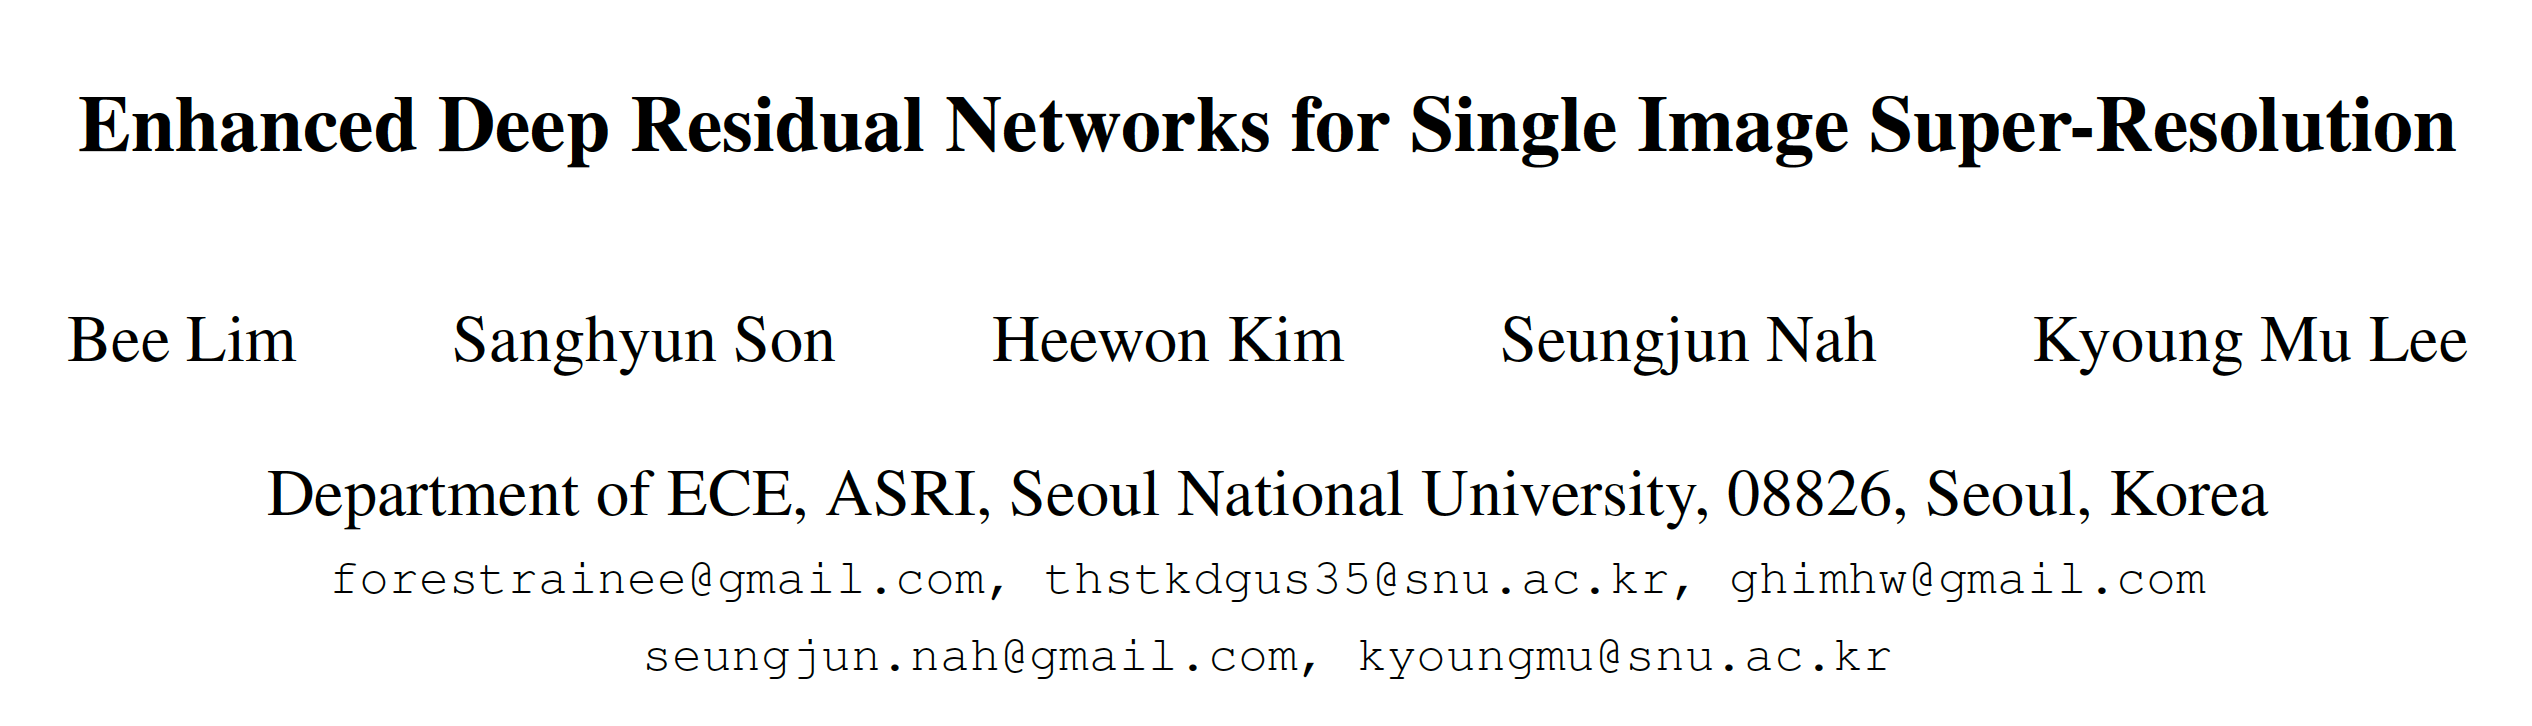 Enhanced Deep Residual Networks for Single Image Super-Resolution
Bee Lim Sanghyun Son Heewon Kim Seungjun Nah Kyoung Mu Lee
Department of ECE, ASRI, Seoul National University, 08826, Seoul, Korea
forestrainee@gmail.com, thstkdgus35@snu.ac.kr, ghimhw@gmail.com
seungjun.nah@gmail.com, kyoungmu@snu.ac.kr